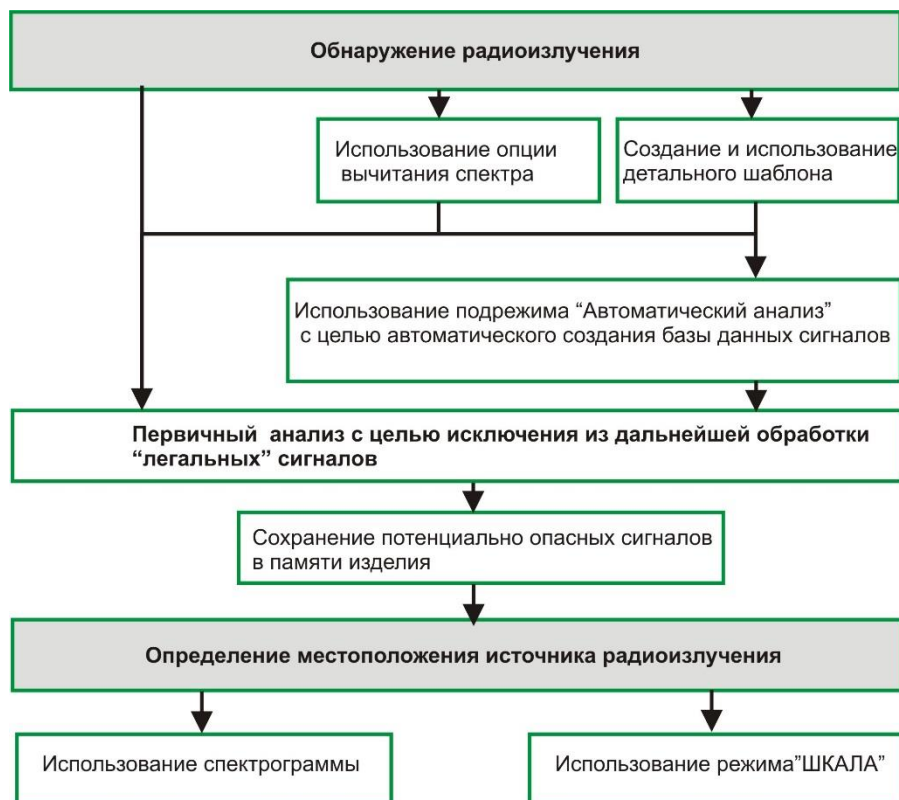 Обнаружение радиоизлучения
Использование опции
вычитания спектра
Создание и использование
детального шаблона
Использование подрежима “Автоматический анализ”
с целью автоматического создания базы данных сигналов
Первичный анализ с целью исключения из дальнейшей обработки
“легальных” сигналов
Сохранение потенциально опасных сигналов
в памяти изделия
Определение местоположения источника радиоизлучения
Использование спектрограммы
Использование режима”ШКАЛА”